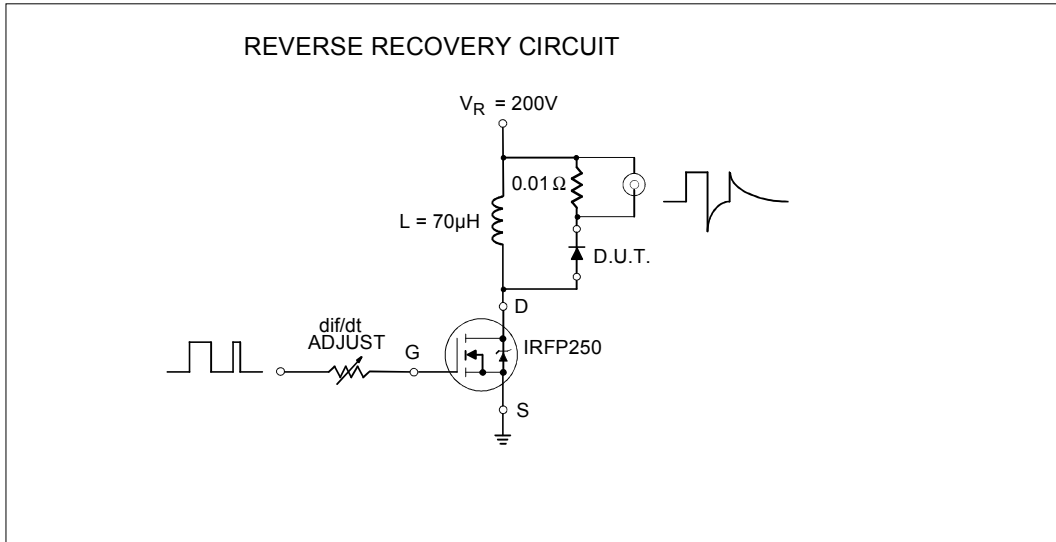 REVERSE RECOVERY CIRCUIT
V_R = 200V
0.01 Ω
L = 70µH
D.U.T.
D
dif/dt
ADJUST
G
IRFP250
S